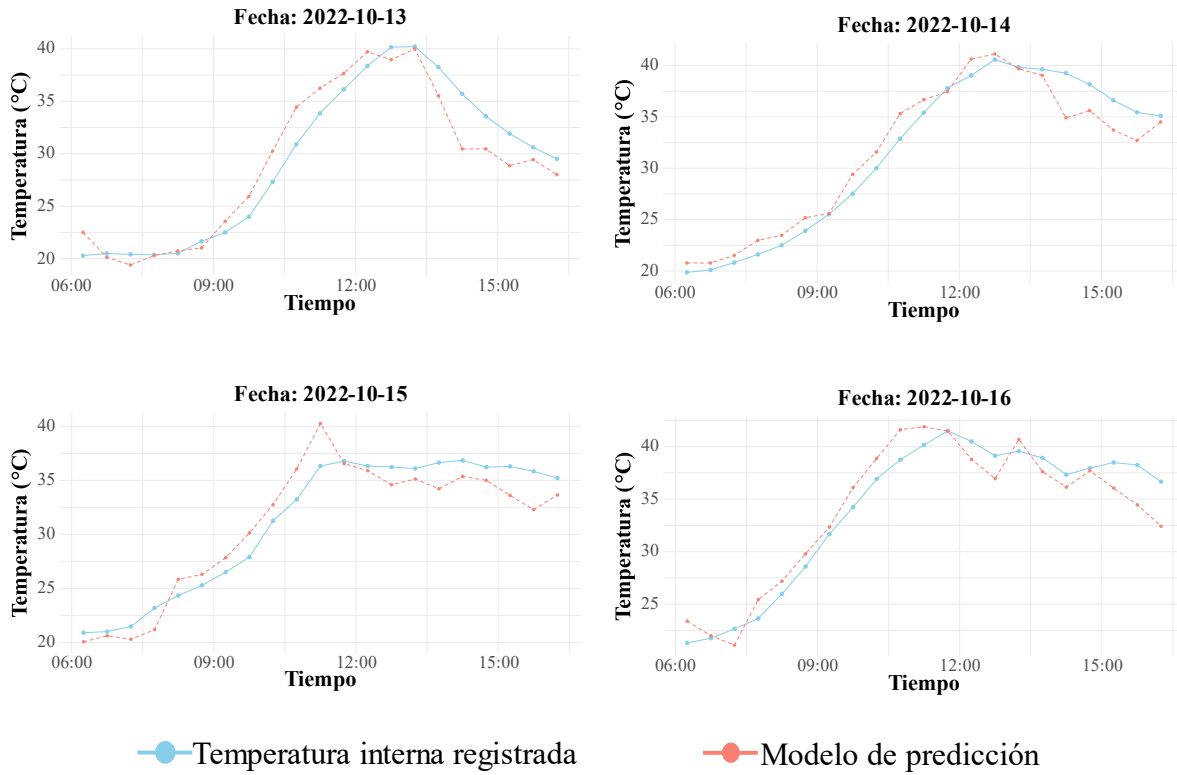 Fecha: 2022-10-13
Temperatura (°C)
40
35
30
25
20
06:00 09:00 12:00 15:00
Tiempo
Fecha: 2022-10-14
Temperatura (°C)
40
35
30
25
20
06:00 09:00 12:00 15:00
Tiempo
Fecha: 2022-10-15
Temperatura (°C)
40
35
30
25
20
06:00 09:00 12:00 15:00
Tiempo
Fecha: 2022-10-16
Temperatura (°C)
40
35
30
25
06:00 09:00 12:00 15:00
Tiempo
Temperatura interna registrada
Modelo de predicción